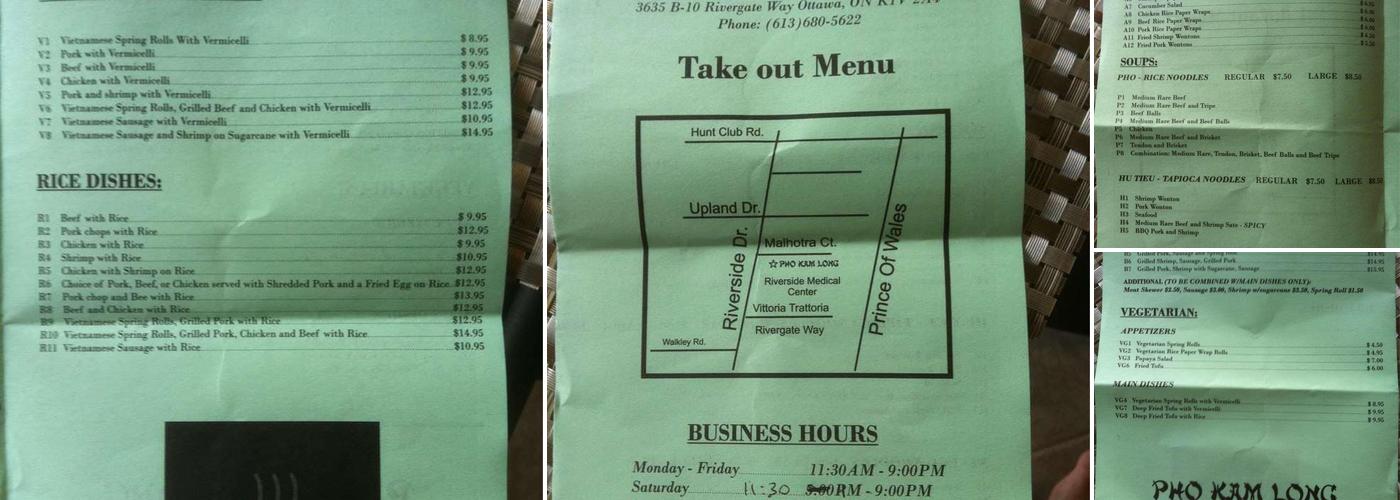 V1 Vietnamese Spring Rolls With Vermicelli $ 8.95
V2 Pork with Vermicelli $ 9.95
V3 Beef with Vermicelli $ 9.95
V4 Chicken with Vermicelli $ 9.95
V5 Pork and shrimp with Vermicelli $12.95
V6 Vietnamese Spring Rolls, Grilled Beef and Chicken with Vermicelli $12.95
V7 Vietnamese Sausage with Vermicelli $10.95
V8 Vietnamese Sausage and Shrimp on Sugarcane with Vermicelli $14.95
RICE DISHES:
R1 Beef with Rice $ 9.95
R2 Pork chops with Rice $12.95
R3 Chicken with Rice $ 9.95
R4 Shrimp with Rice $10.95
R5 Chicken with Shrimp on Rice $12.95
R6 Choice of Pork, Beef, or Chicken served with Shredded Pork and a Fried Egg on Rice $12.95
R7 Pork chop and Bee with Rice $13.95
R8 Beef and Chicken with Rice $12.95
R9 Vietnamese Spring Rolls, Grilled Pork with Rice $12.95
R10 Vietnamese Spring Rolls, Grilled Pork, Chicken and Beef with Rice $14.95
R11 Vietnamese Sausage with Rice $10.95
3635 B-10 Rivergate Way Ottawa, ON K1V 2A4
Phone: (613)680-5622
Take out Menu
Hunt Club Rd.
Upland Dr.
Riverside Dr.
Prince Of Wales
Malhotra Ct.
PHO KAM LONG
Riverside Medical
Center
Vittoria Trattoria
Rivergate Way
Walkley Rd.
BUSINESS HOURS
Monday - Friday 11:30AM - 9:00PM
Saturday 11:30 - 9:00PM
A7 Cucumber Salad
A8 Chicken Rice Paper Wraps
A9 Beef Rice Paper Wraps
A10 Pork Rice Paper Wraps
A11 Fried Shrimp Wontons
A12 Fried Pork Wontons
SOUPS:
PHO - RICE NOODLES REGULAR $7.50 LARGE $8.50
P1 Medium Rare Beef
P2 Medium Rare Beef and Tripe
P3 Beef Balls
P4 Medium Rare Beef and Beef Balls
P5 Chicken
P6 Medium Rare Beef and Brisket
P7 Tendon and Brisket
P8 Combination: Medium Rare, Tendon, Brisket, Beef Balls and Beef Tripe
HU TIEU - TAPIOCA NOODLES REGULAR $7.50 LARGE $8.50
H1 Shrimp Wonton
H2 Pork Wonton
H3 Seafood
H4 Medium Rare Beef and Shrimp Sate - SPICY
H5 BBQ Pork and Shrimp
B6 Grilled Shrimp, Sausage, Grilled Pork $14.95
B7 Grilled Pork, Shrimp with Sugarcane, Sausage $15.95
ADDITIONAL (TO BE COMBINED W/MAIN DISHES ONLY):
Meat Skewer $3.50, Sausage $3.00, Shrimp w/sugarcane $3.50, Spring Roll $1.50
VEGETARIAN:
APPETIZERS
VG1 Vegetarian Spring Rolls $ 4.50
VG2 Vegetarian Rice Paper Wrap Rolls $ 4.95
VG3 Papaya Salad $ 7.00
VG6 Fried Tofu $ 6.00
MAIN DISHES
VG4 Vegetarian Spring Rolls with Vermicelli $ 8.95
VG7 Deep Fried Tofu with Vermicelli $ 9.95
VG8 Deep Fried Tofu with Rice $ 9.95
PHO KAM LONG